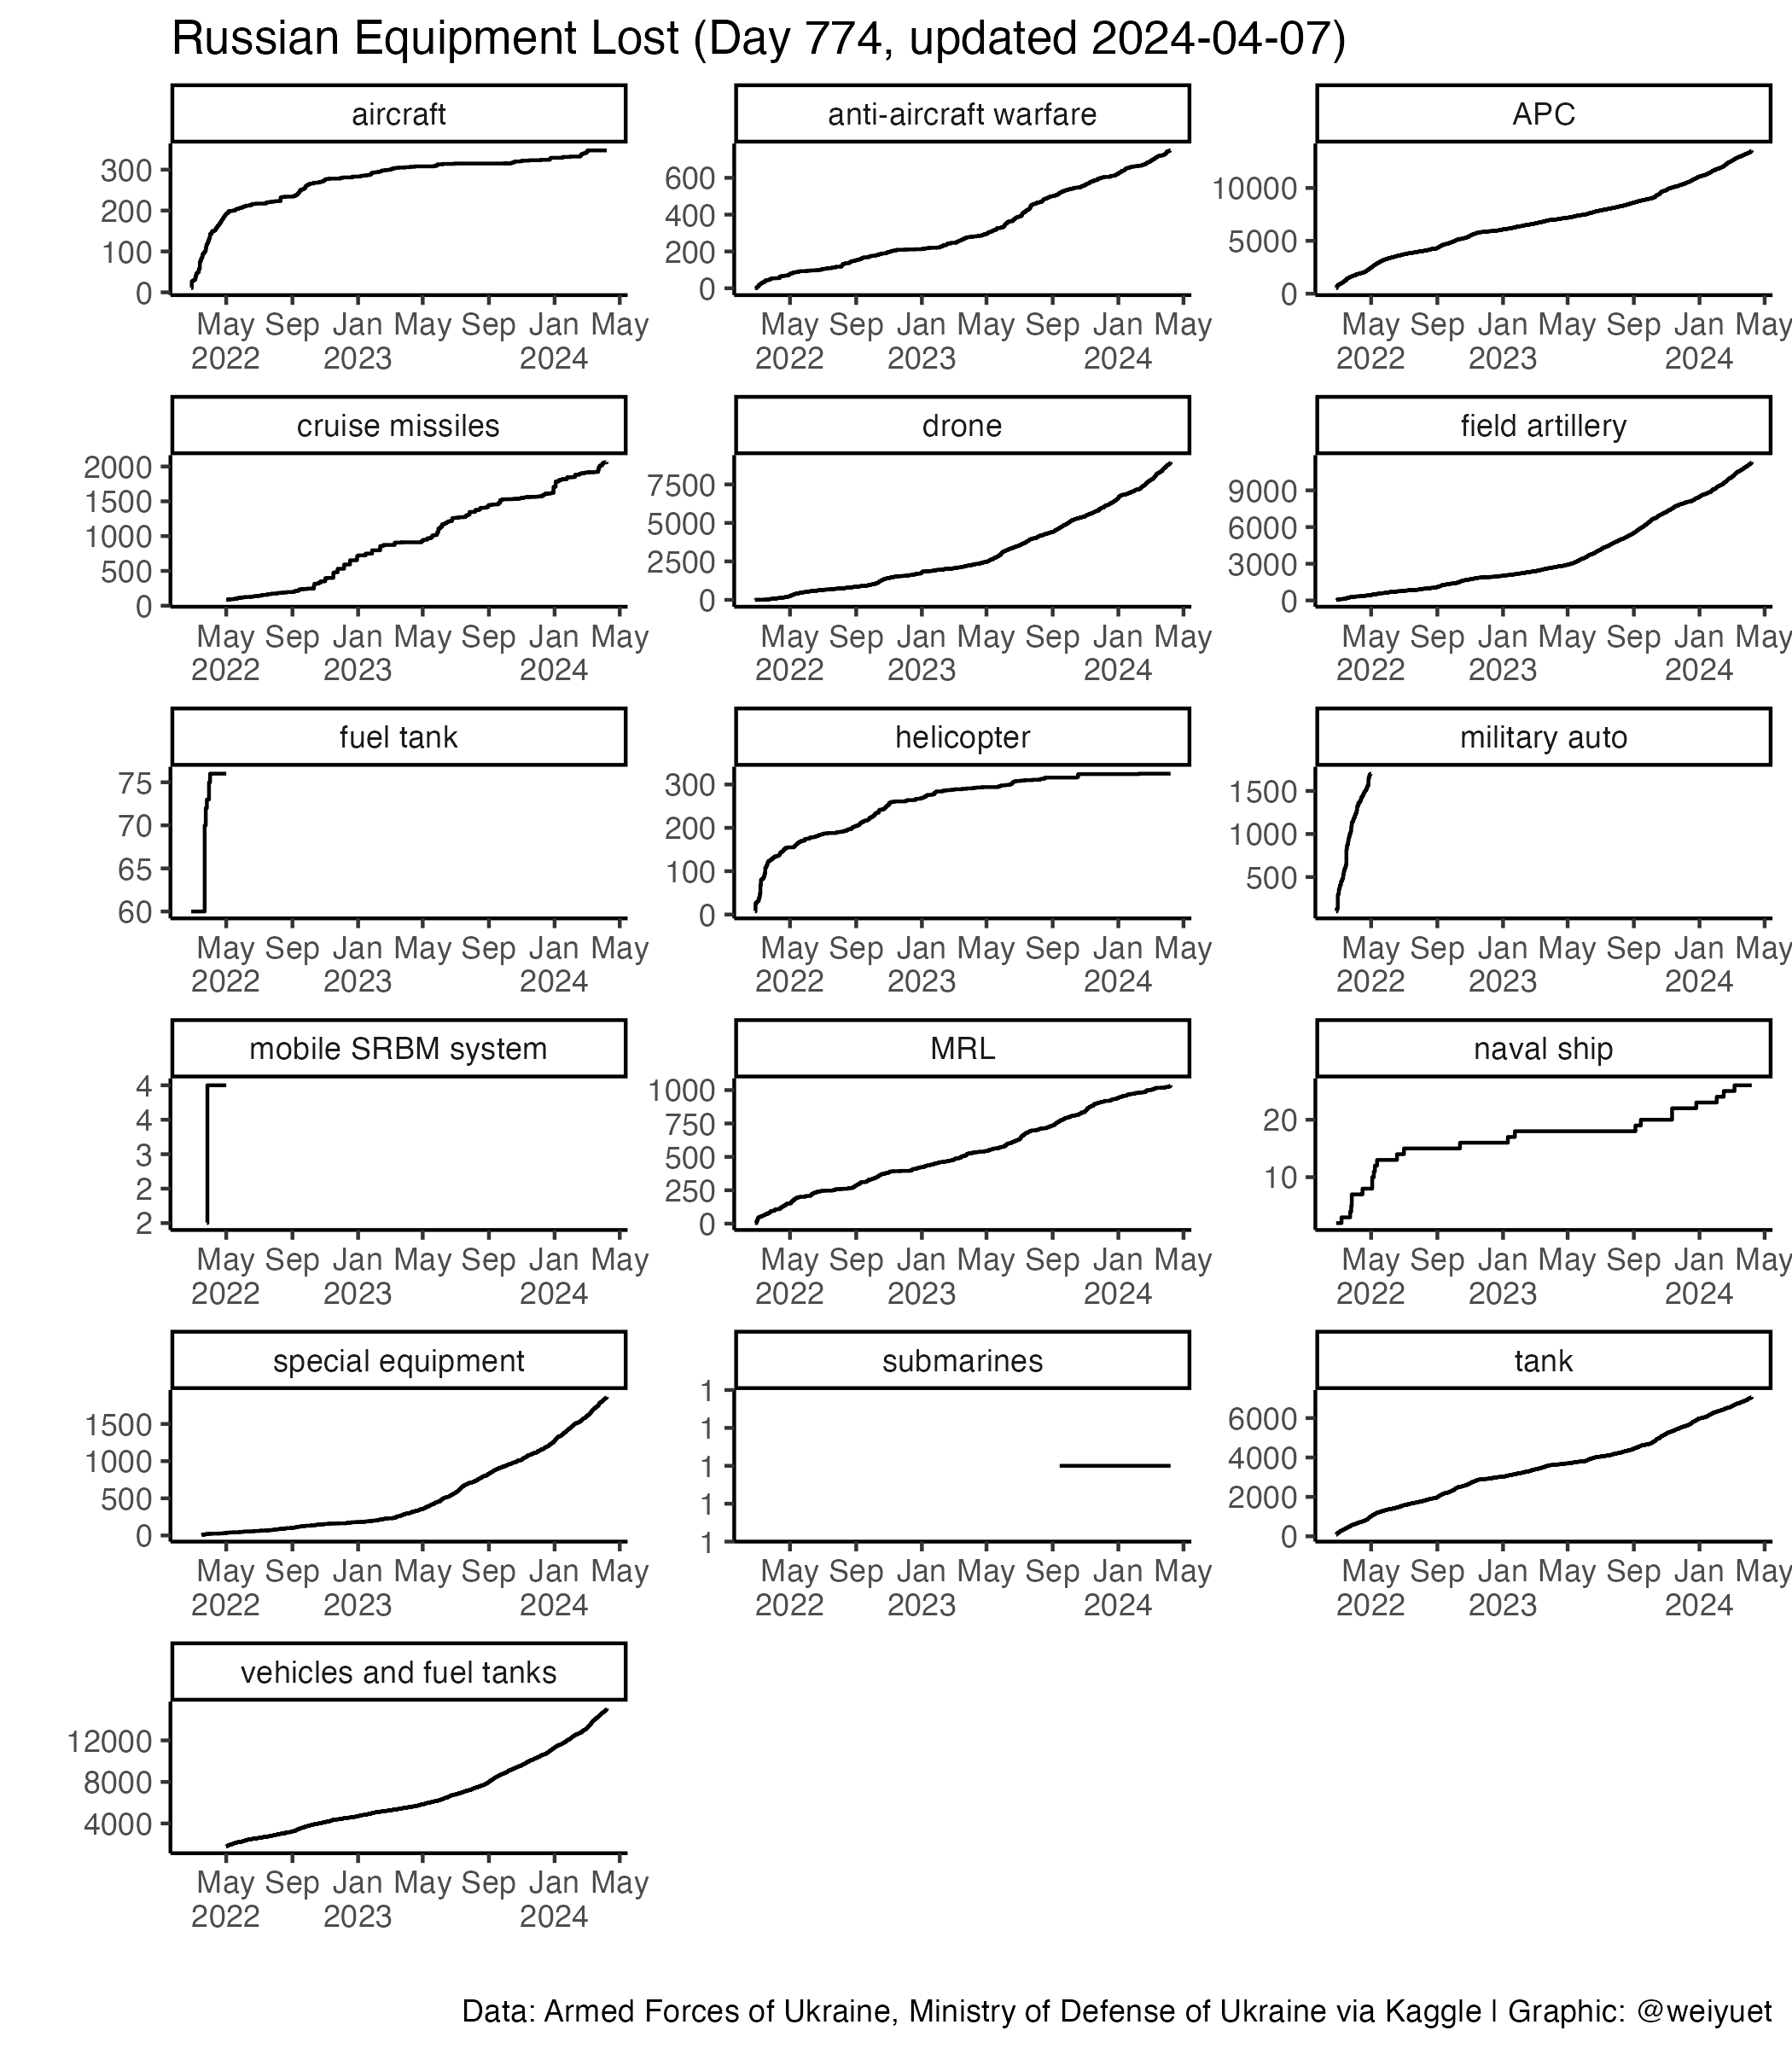 Russian Equipment Lost (Day 774, updated 2024-04-07)
aircraft
300
200
100
0
May Sep Jan May Sep Jan May
2022 2023 2024
anti-aircraft warfare
600
400
200
0
May Sep Jan May Sep Jan May
2022 2023 2024
APC
10000
5000
0
May Sep Jan May Sep Jan May
2022 2023 2024
cruise missiles
2000
1500
1000
500
0
May Sep Jan May Sep Jan May
2022 2023 2024
drone
7500
5000
2500
0
May Sep Jan May Sep Jan May
2022 2023 2024
field artillery
9000
6000
3000
0
May Sep Jan May Sep Jan May
2022 2023 2024
fuel tank
75
70
65
60
May Sep Jan May Sep Jan May
2022 2023 2024
helicopter
300
200
100
0
May Sep Jan May Sep Jan May
2022 2023 2024
military auto
1500
1000
500
May Sep Jan May Sep Jan May
2022 2023 2024
mobile SRBM system
4
4
3
2
2
May Sep Jan May Sep Jan May
2022 2023 2024
MRL
1000
750
500
250
0
May Sep Jan May Sep Jan May
2022 2023 2024
naval ship
20
10
May Sep Jan May Sep Jan May
2022 2023 2024
special equipment
1500
1000
500
0
May Sep Jan May Sep Jan May
2022 2023 2024
submarines
1
1
1
1
1
May Sep Jan May Sep Jan May
2022 2023 2024
tank
6000
4000
2000
0
May Sep Jan May Sep Jan May
2022 2023 2024
vehicles and fuel tanks
12000
8000
4000
May Sep Jan May Sep Jan May
2022 2023 2024
Data: Armed Forces of Ukraine, Ministry of Defense of Ukraine via Kaggle | Graphic: @weiyuet